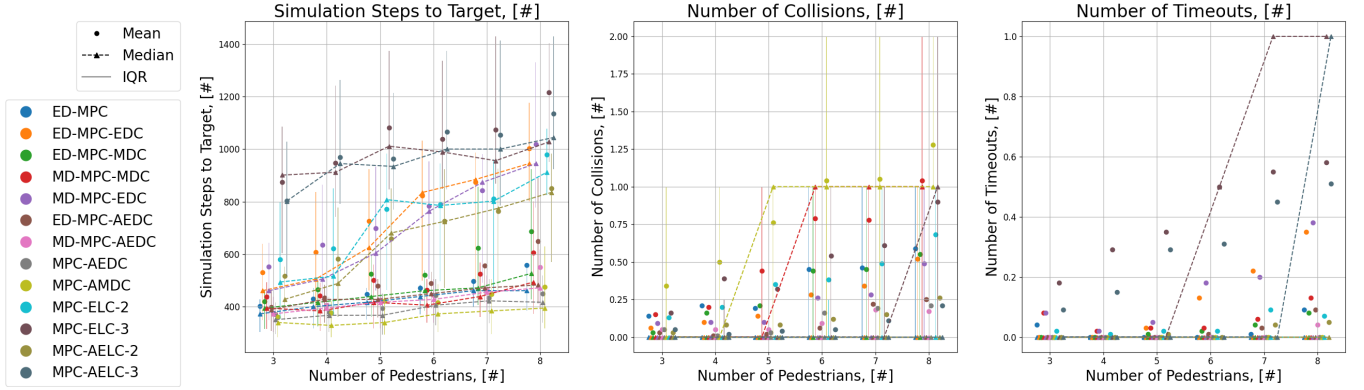 Mean
Median
IQR
ED-MPC
ED-MPC-EDC
ED-MPC-MDC
MD-MPC-MDC
MD-MPC-EDC
ED-MPC-AEDC
MD-MPC-AEDC
MPC-AEDC
MPC-AMDC
MPC-ELC-2
MPC-ELC-3
MPC-AELC-2
MPC-AELC-3
Simulation Steps to Target, [#]
Simulation Steps to Target, [#]
1400
1200
1000
800
600
400
3 4 5 6 7 8
Number of Pedestrians, [#]
Number of Collisions, [#]
Number of Collisions, [#]
2.00
1.75
1.50
1.25
1.00
0.75
0.50
0.25
0.00
3 4 5 6 7 8
Number of Pedestrians, [#]
Number of Timeouts, [#]
Number of Timeouts, [#]
1.0
0.8
0.6
0.4
0.2
0.0
3 4 5 6 7 8
Number of Pedestrians, [#]